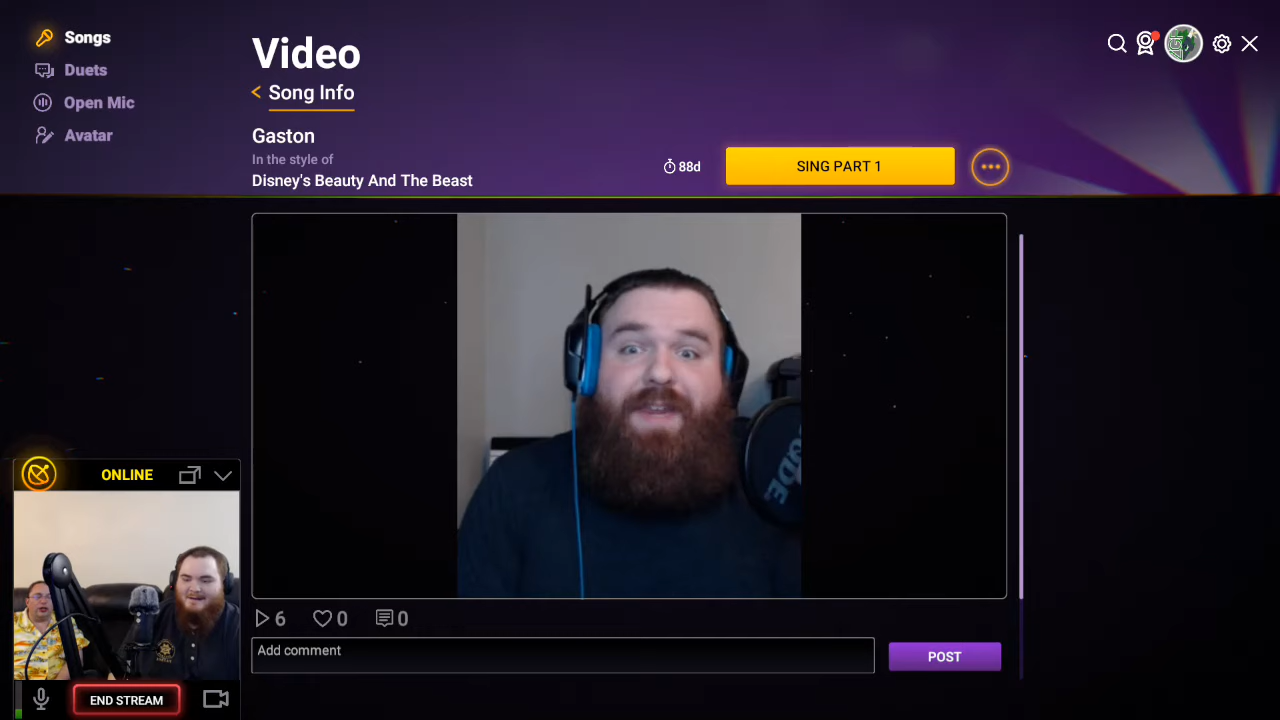 Songs
Duets
Open Mic
Avatar
Video
< Song Info
Gaston
In the style of
Disney's Beauty And The Beast
88d
SING PART 1
6
0
0
Add comment
POST
ONLINE
END STREAM